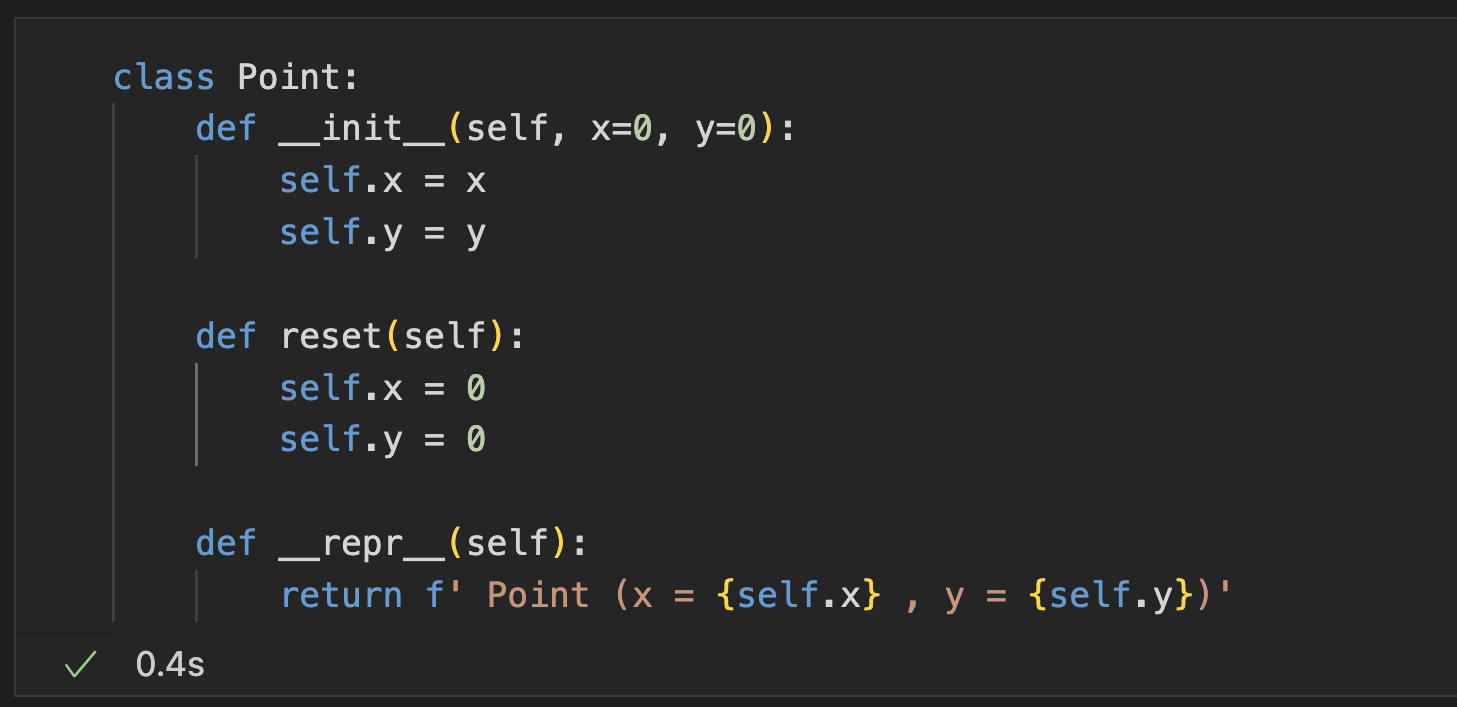 class Point:
    def __init__(self, x=0, y=0):
        self.x = x
        self.y = y

    def reset(self):
        self.x = 0
        self.y = 0

    def __repr__(self):
        return f' Point (x = {self.x} , y = {self.y})'
0.4s